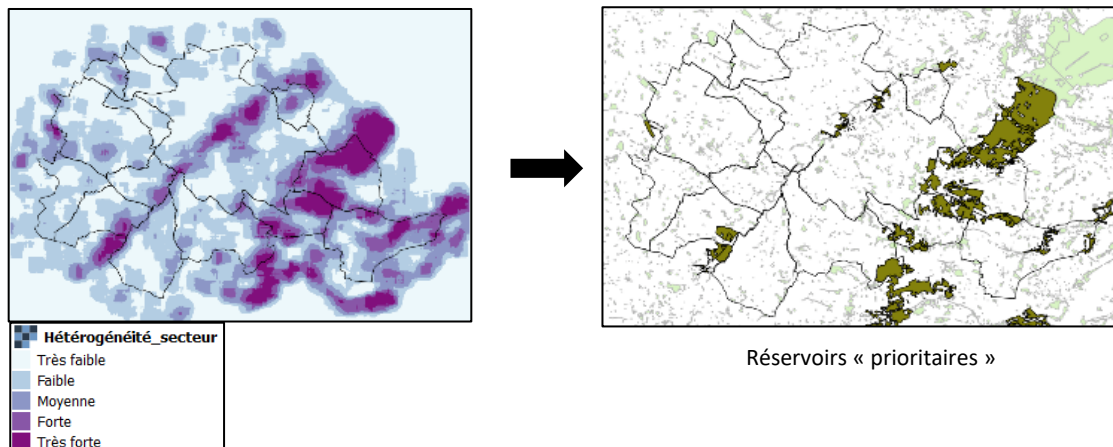 Hétérogénéité_secteur
Très faible
Faible
Moyenne
Forte
Très forte
Réservoirs « prioritaires »